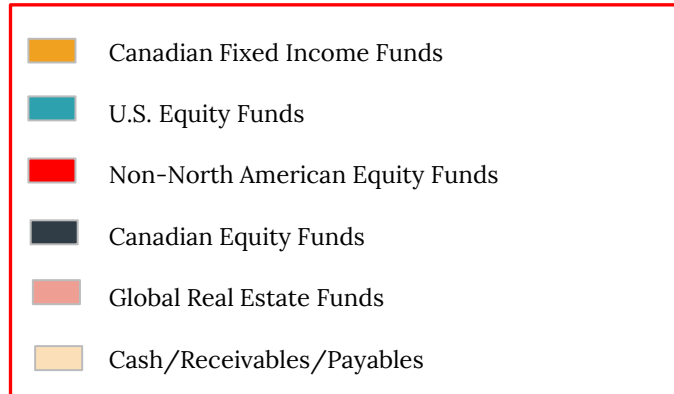 Canadian Fixed Income Funds
U.S. Equity Funds
Non-North American Equity Funds
Canadian Equity Funds
Global Real Estate Funds
Cash/Receivables/Payables